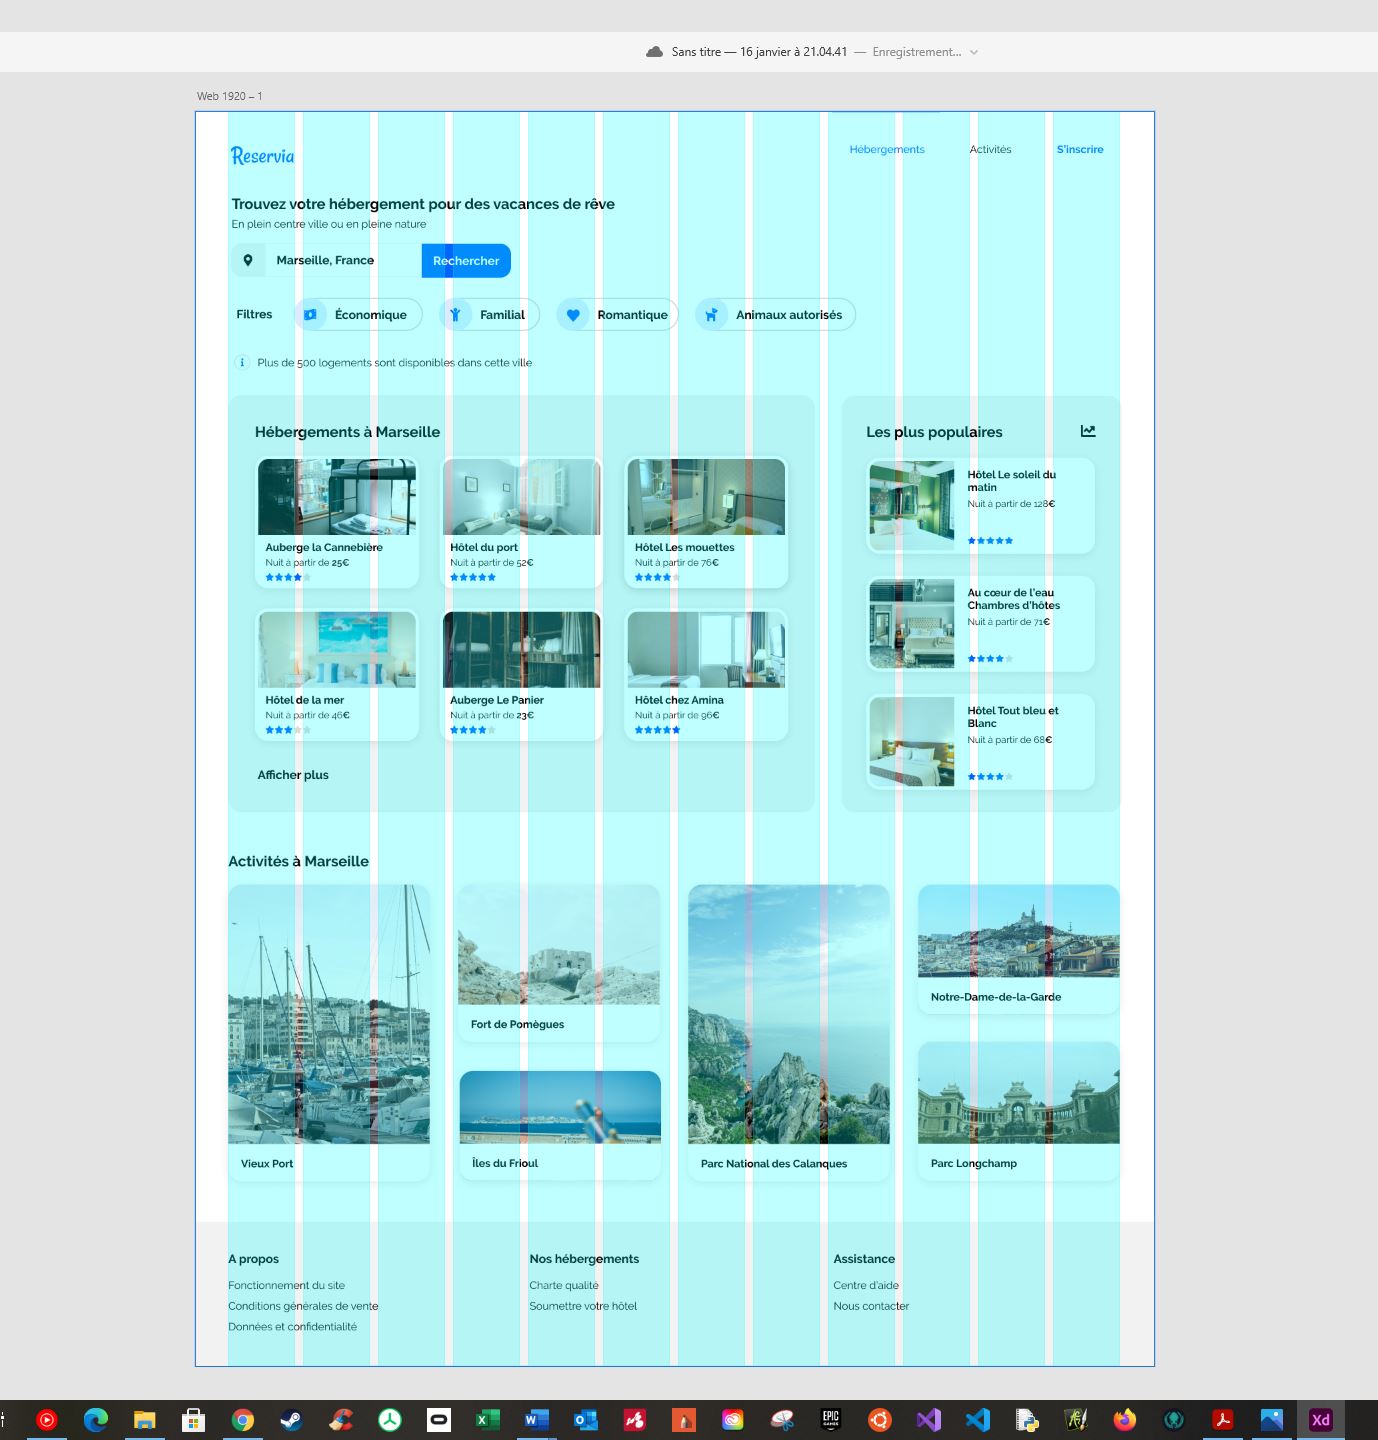 Sans titre — 16 janvier à 21.04.41 — Enregistrement...
Web 1920 – 1
Reservia
Hébergements
Activités
S'inscrire
Trouvez votre hébergement pour des vacances de rêve
En plein centre ville ou en pleine nature
Marseille, France
Rechercher
Filtres
Économique
Familial
Romantique
Animaux autorisés
Plus de 500 logements sont disponibles dans cette ville
Hébergements à Marseille
Auberge la Cannebière
Nuit à partir de 25€
Hôtel du port
Nuit à partir de 52€
Hôtel Les mouettes
Nuit à partir de 76€
Hôtel de la mer
Nuit à partir de 46€
Auberge Le Panier
Nuit à partir de 23€
Hôtel chez Amina
Nuit à partir de 96€
Afficher plus
Les plus populaires
Hôtel Le soleil du
matin
Nuit à partir de 128€
Au cœur de l'eau
Chambres d'hôtes
Nuit à partir de 71€
Hôtel Tout bleu et
Blanc
Nuit à partir de 68€
Activités à Marseille
Vieux Port
Fort de Pomègues
Îles du Frioul
Parc National des Calanques
Notre-Dame-de-la-Garde
Parc Longchamp
A propos
Fonctionnement du site
Conditions générales de vente
Données et confidentialité
Nos hébergements
Charte qualité
Soumettre votre hôtel
Assistance
Centre d'aide
Nous contacter
EPIC
GAMES
Xd